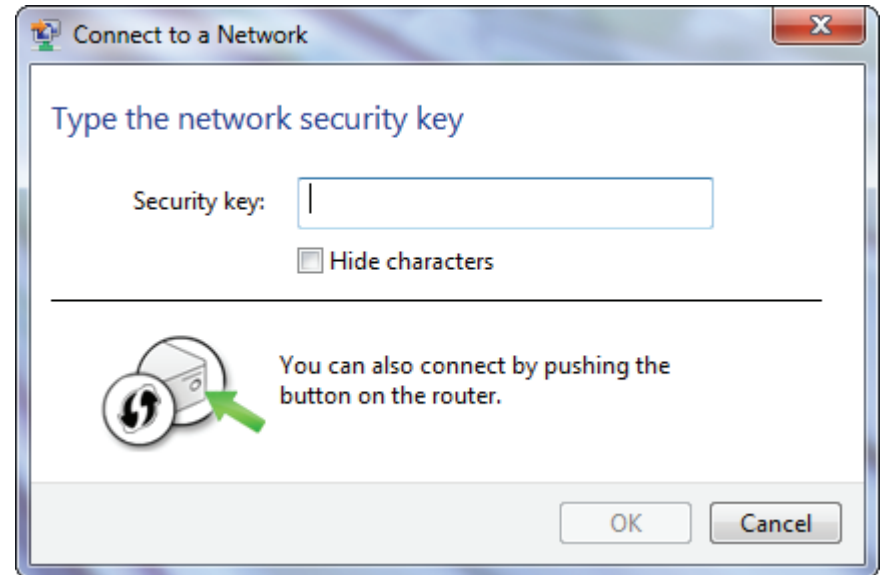 Connect to a Network
Type the network security key
Security key:
Hide characters
You can also connect by pushing the
button on the router.
OK
Cancel